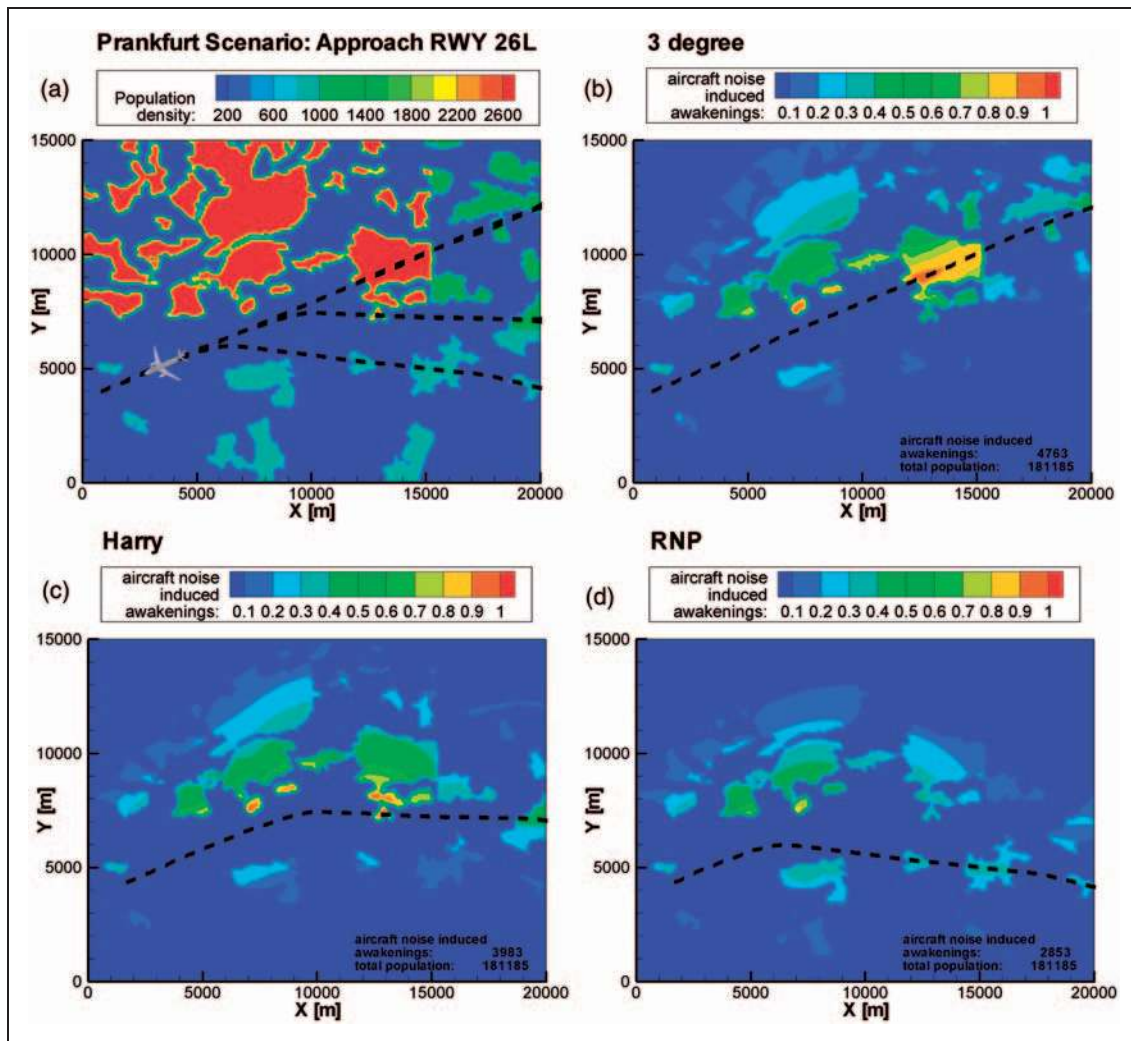 Prankfurt Scenario: Approach RWY 26L
(a)
Population
density:
200 600 1000 1400 1800 2200 2600
15000
10000
5000
0
Y [m]
0 5000 10000 15000 20000
X [m]
3 degree
(b)
aircraft noise
induced
awakenings:
0.1 0.2 0.3 0.4 0.5 0.6 0.7 0.8 0.9 1
15000
10000
5000
0
Y [m]
aircraft noise induced
awakenings: 4763
total population: 181185
0 5000 10000 15000 20000
X [m]
Harry
(c)
aircraft noise
induced
awakenings:
0.1 0.2 0.3 0.4 0.5 0.6 0.7 0.8 0.9 1
15000
10000
5000
0
Y [m]
aircraft noise induced
awakenings: 3983
total population: 181185
0 5000 10000 15000 20000
X [m]
RNP
(d)
aircraft noise
induced
awakenings:
0.1 0.2 0.3 0.4 0.5 0.6 0.7 0.8 0.9 1
15000
10000
5000
0
Y [m]
aircraft noise induced
awakenings: 2853
total population: 181185
0 5000 10000 15000 20000
X [m]